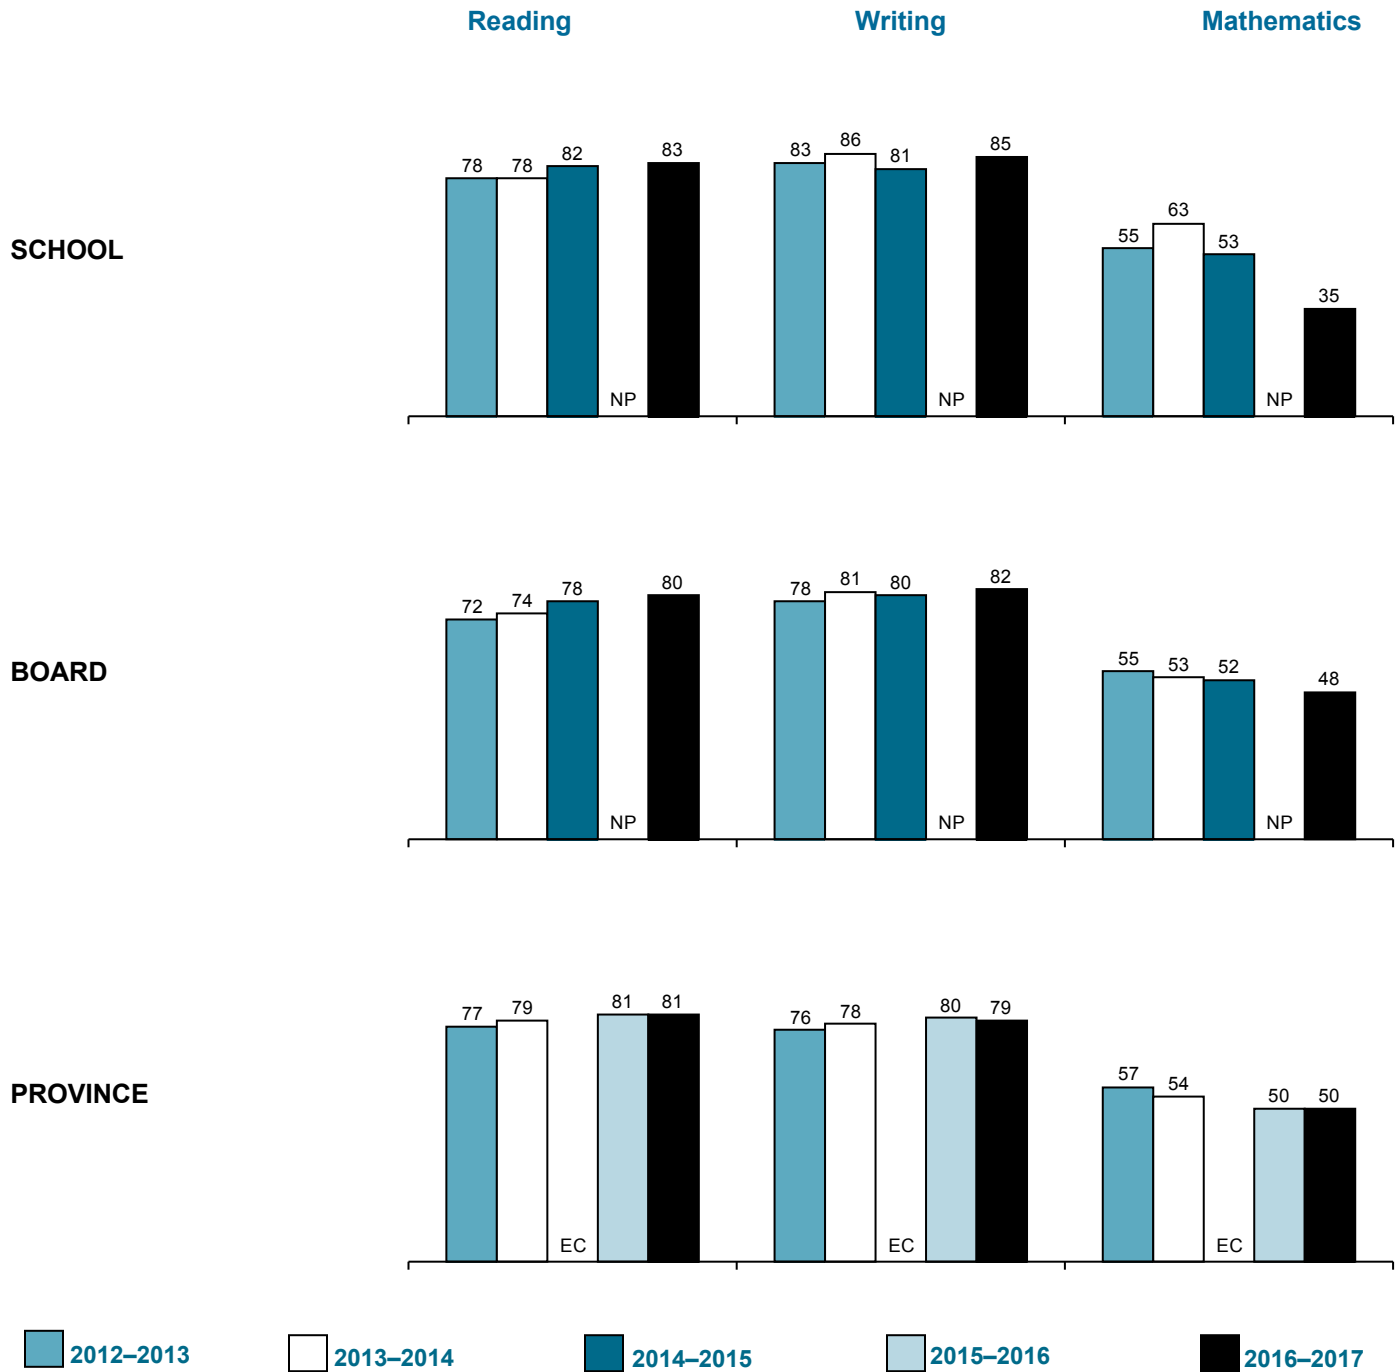 Reading Writing Mathematics
SCHOOL
78 78 82 NP 83 83 86 81 NP 85 55 63 53 NP 35
BOARD
72 74 78 NP 80 78 81 80 NP 82 55 53 52 NP 48
PROVINCE
77 79 EC 81 81 76 78 EC 80 79 57 54 EC 50 50
2012–2013 2013–2014 2014–2015 2015–2016 2016–2017